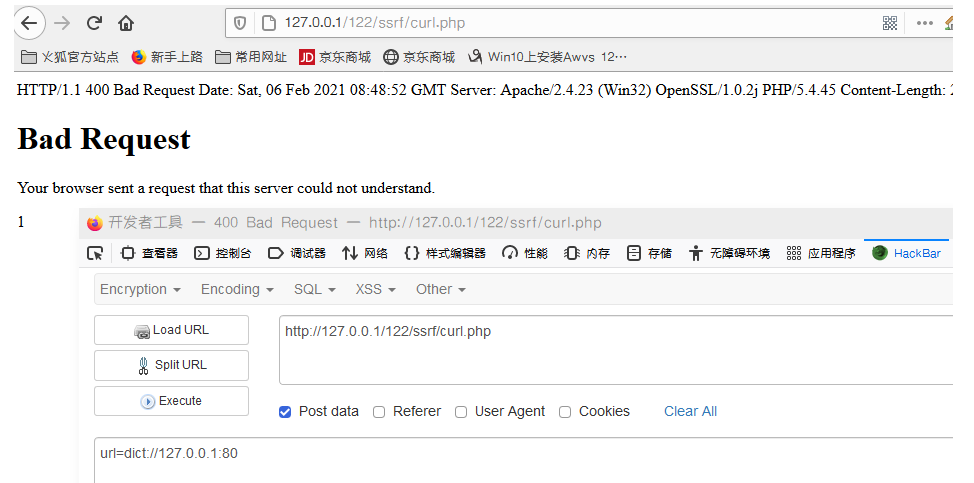 127.0.0.1/122/ssrf/curl.php
火狐官方站点 新手上路 常用网址 JD 京乐商城 京乐商城 Win10上安装Awvs 12…
HTTP/1.1 400 Bad Request Date: Sat, 06 Feb 2021 08:48:52 GMT Server: Apache/2.4.23 (Win32) OpenSSL/1.0.2j PHP/5.4.45 Content-Length:
Bad Request
Your browser sent a request that this server could not understand.
1
开发者工具 — 400 Bad Request — http://127.0.0.1/122/ssrf/curl.php
查看器 控制台 调试器 网络 {} 样式编辑器 性能 内存 存储 无障碍环境 应用程序 HackBar
Encryption Encoding SQL XSS Other
Load URL
http://127.0.0.1/122/ssrf/curl.php
Split URL
Execute
Post data Referer User Agent Cookies Clear All
url=dict://127.0.0.1:80